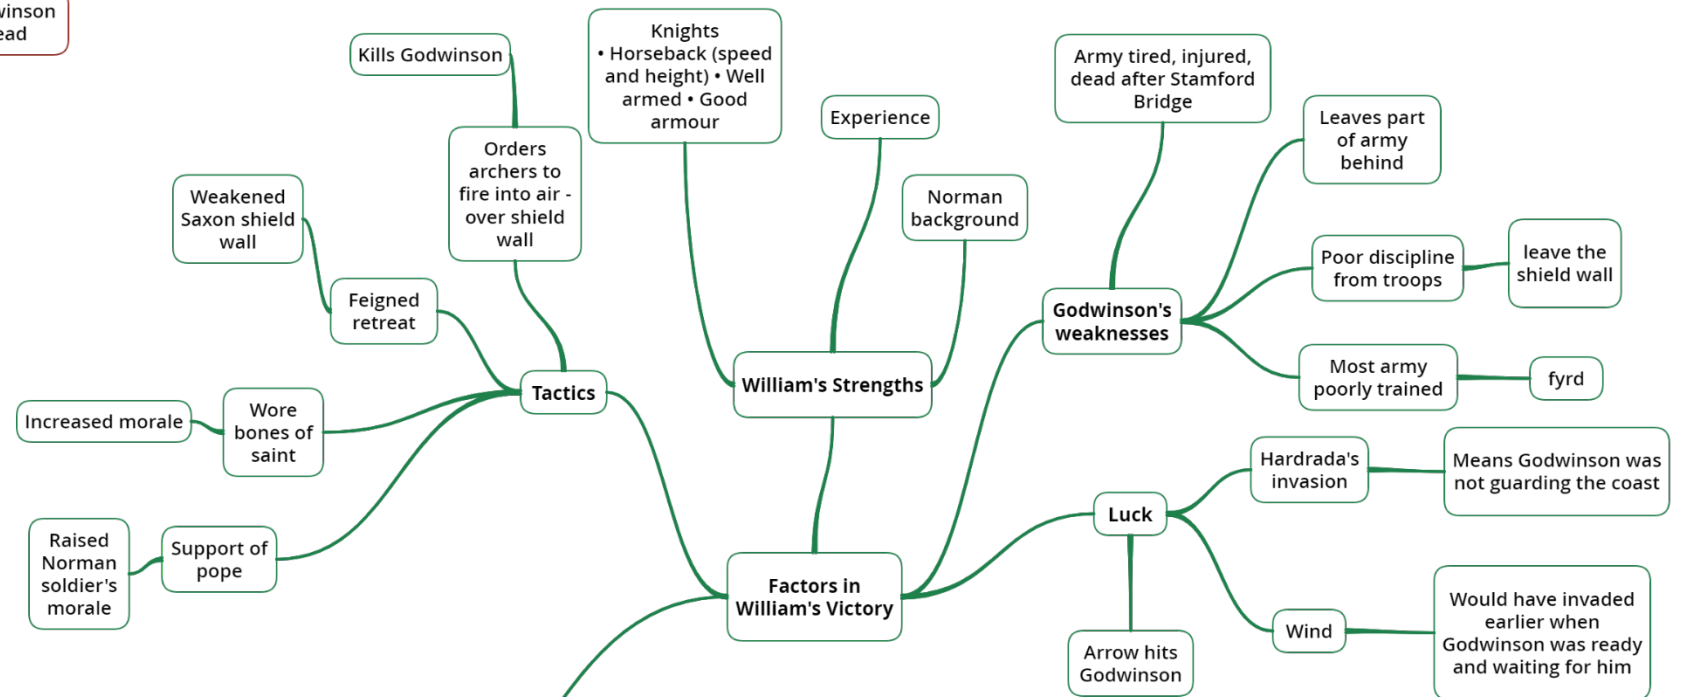 winson
ead
Kills Godwinson
Knights
• Horseback (speed
and height) • Well
armed • Good
armour
Experience
Army tired, injured,
dead after Stamford
Bridge
Leaves part
of army
behind
Orders
archers to
fire into air -
over shield
wall
Weakened
Saxon shield
wall
Norman
background
Poor discipline
from troops
leave the
shield wall
Feigned
retreat
Godwinson's
weaknesses
William's Strengths
Most army
poorly trained
fyrd
Tactics
Increased morale
Wore
bones of
saint
Hardrada's
invasion
Means Godwinson was
not guarding the coast
Luck
Raised
Norman
soldier's
morale
Support of
pope
Factors in
William's Victory
Wind
Would have invaded
earlier when
Godwinson was ready
and waiting for him
Arrow hits
Godwinson